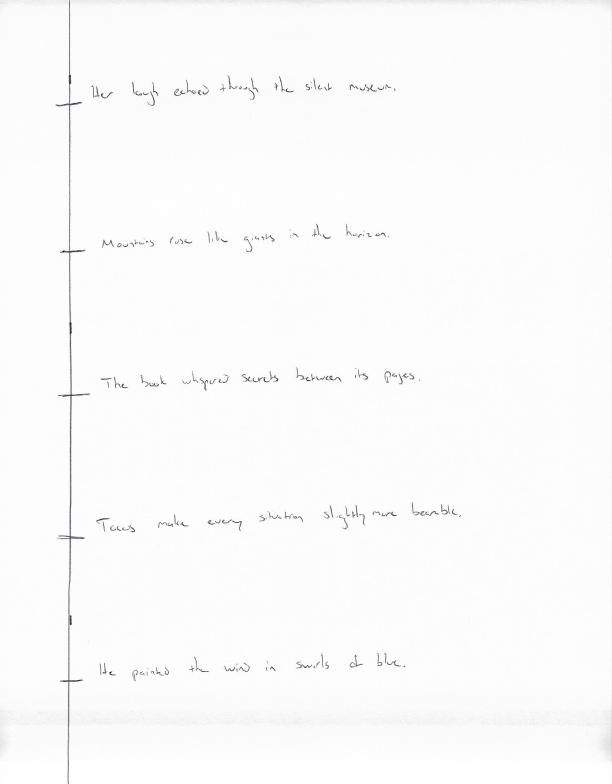 Her laugh echoed through the silent museum.
Mountains rose like giants in the horizon.
The book whispered secrets between its pages.
Tacos make every situation slightly more bearable.
He painted the wind in swirls of blue.